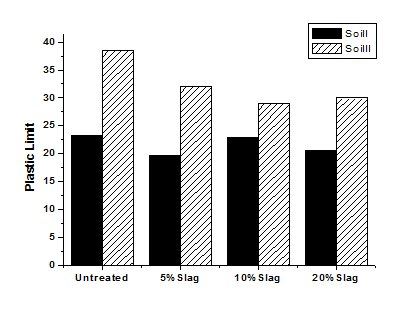 SoilI
SoilII
40
35
30
25
20
15
10
5
0
Plastic Limit
Untreated
5%Slag
10%Slag
20%Slag